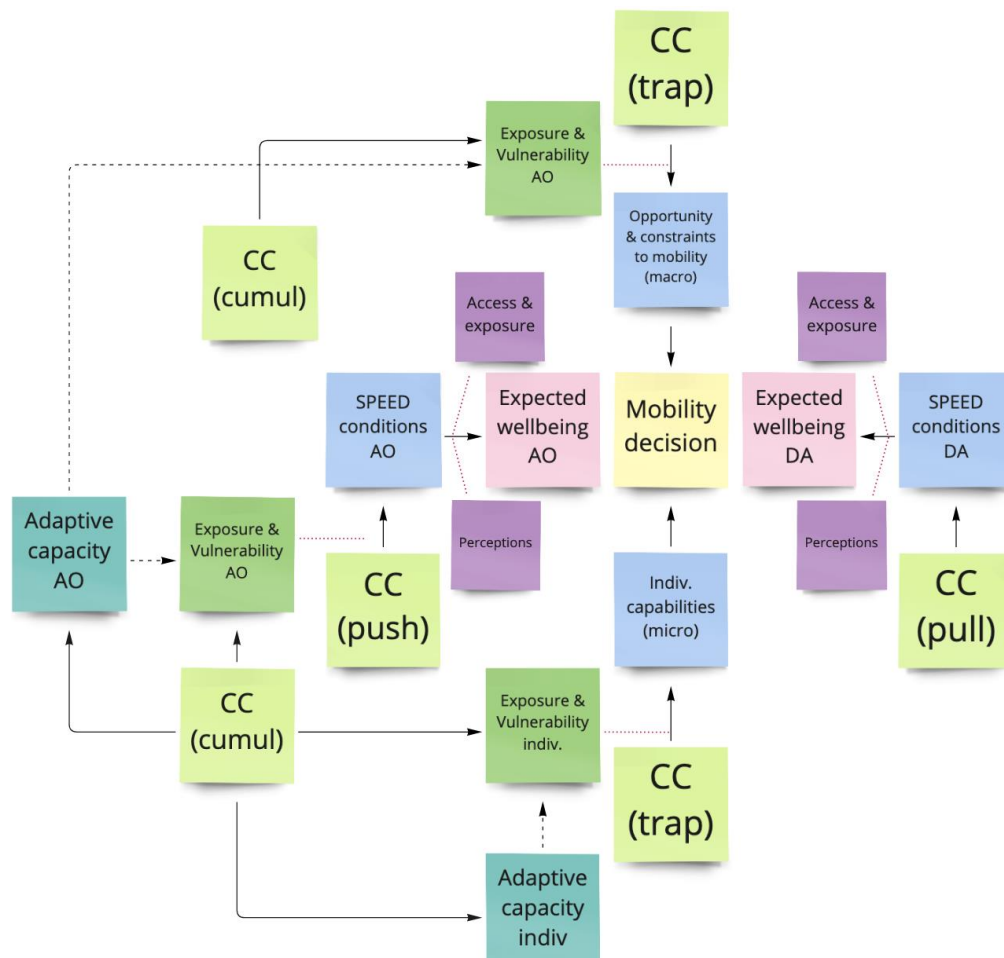 CC
(trap)
Exposure &
Vulnerability
AO
Opportunity
& constraints
to mobility
(macro)
CC
(cumul)
Access &
exposure
Access &
exposure
SPEED
conditions
AO
Expected
wellbeing
AO
Mobility
decision
Expected
wellbeing
DA
SPEED
conditions
DA
Adaptive
capacity
AO
Exposure &
Vulnerability
AO
Perceptions
Perceptions
CC
(push)
Indiv.
capabilities
(micro)
CC
(pull)
CC
(cumul)
Exposure &
Vulnerability
indiv.
CC
(trap)
Adaptive
capacity
indiv